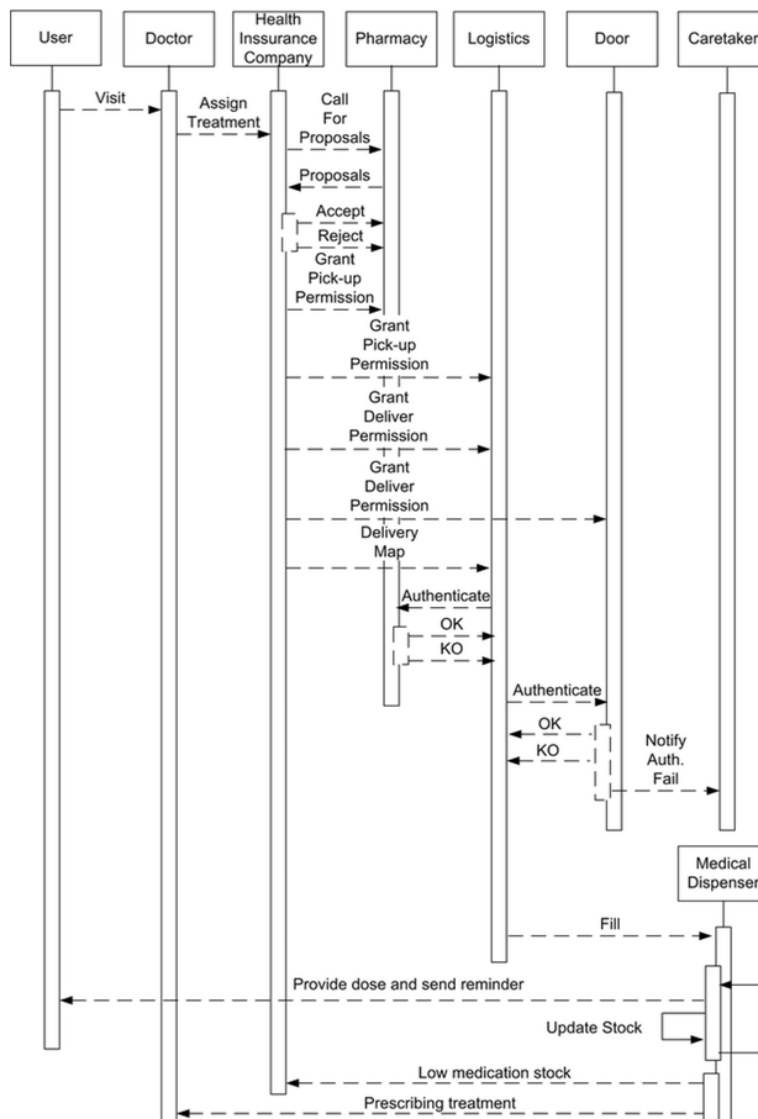 User
Doctor
Health
Inssurance
Company
Pharmacy
Logistics
Door
Caretaker
Visit
Assign
Treatment
Call
For
Proposals
Proposals
Accept
Reject
Grant
Pick-up
Permission
Grant
Pick-up
Permission
Grant
Deliver
Permission
Grant
Deliver
Permission
Delivery
Map
Authenticate
OK
KO
Authenticate
OK
KO
Notify
Auth.
Fail
Medical
Dispenser
Fill
Provide dose and send reminder
Update Stock
Low medication stock
Prescribing treatment